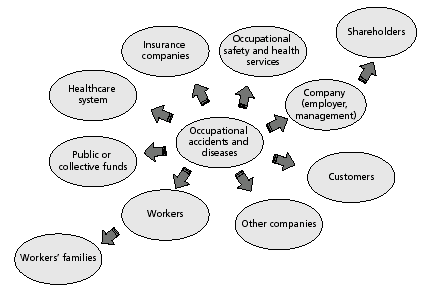 Shareholders
Insurance
companies
Occupational
safety and health
services
Healthcare
system
Company
(employer,
management)
Occupational
accidents and
diseases
Public or
collective funds
Customers
Workers
Other companies
Workers’ families